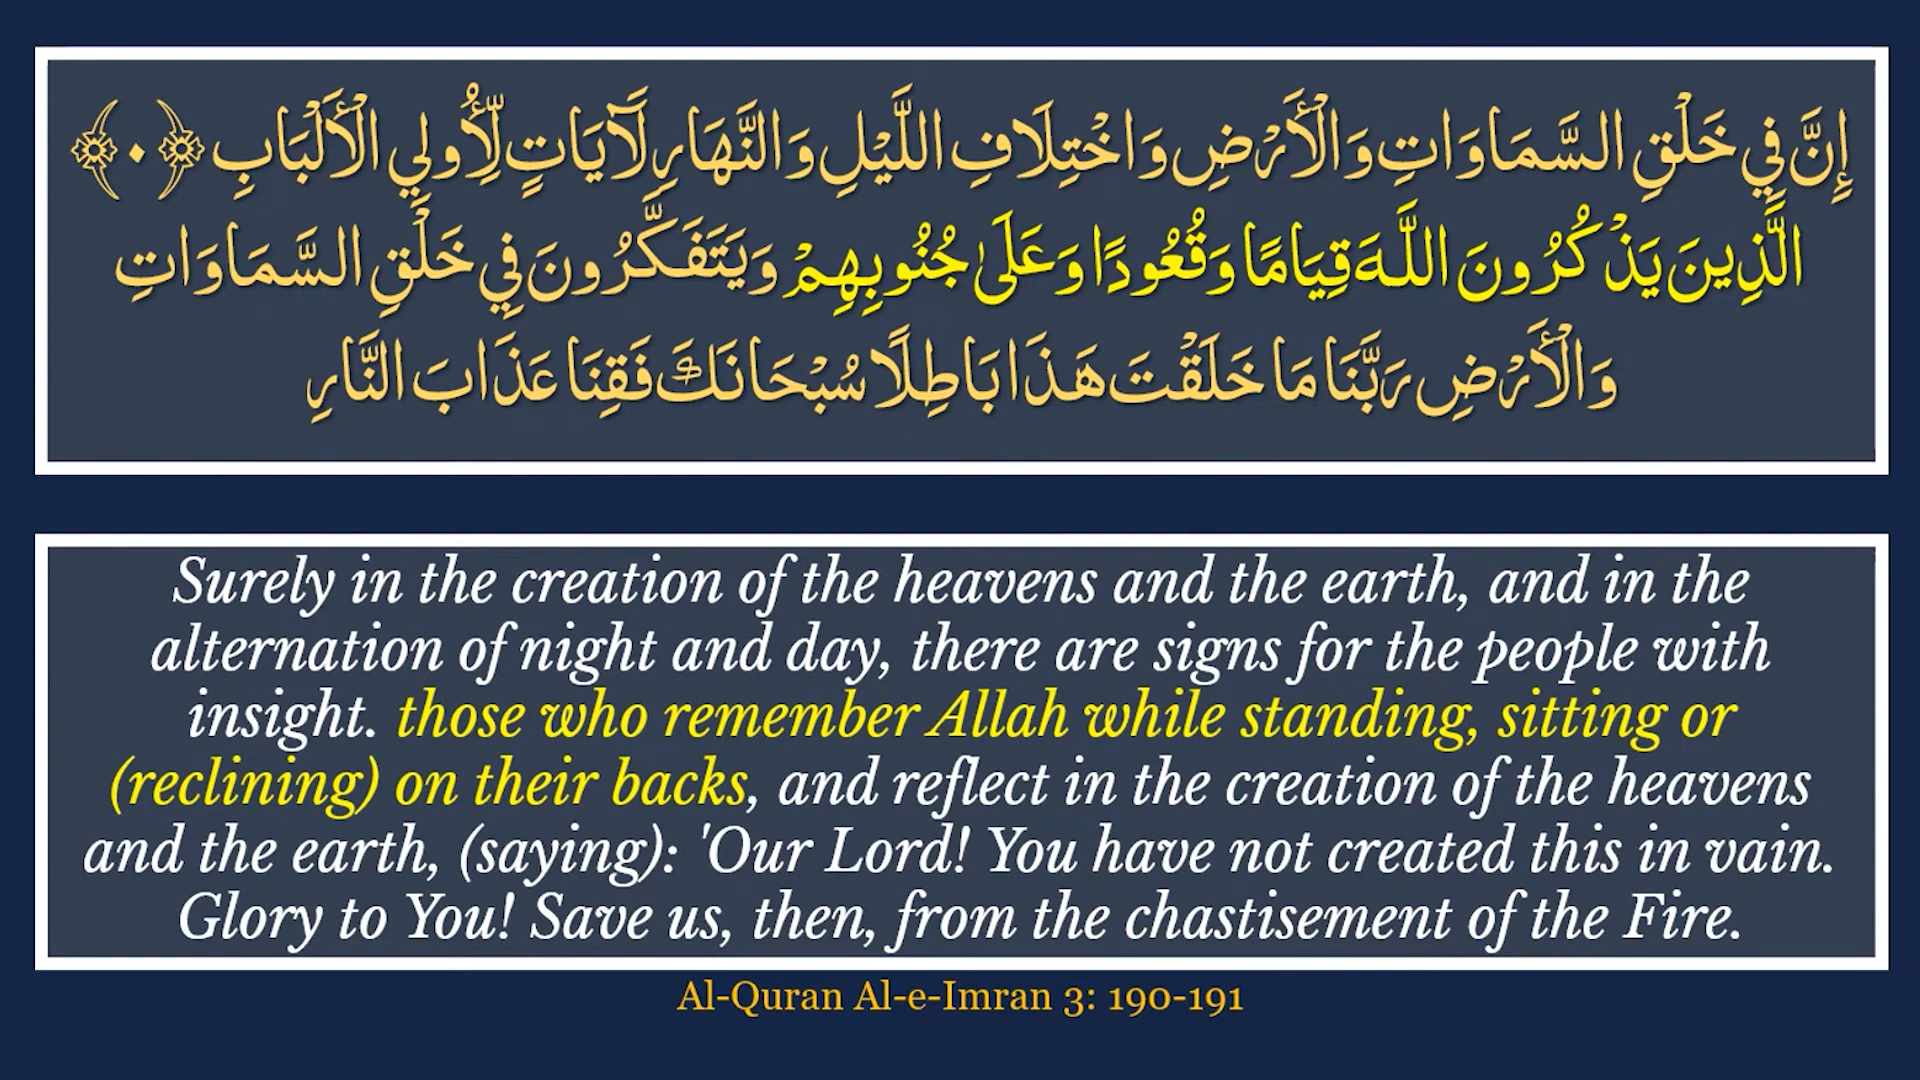 إِنَّ فِي خَلْقِ السَّمَاوَاتِ وَالْأَرْضِ وَاخْتِلَافِ اللَّيْلِ وَالنَّهَارِ لَآيَاتٍ لِّأُولِي الْأَلْبَابِ ﴿٠﴾
الَّذِينَ يَذْكُرُونَ اللَّهَ قِيَامًا وَقُعُودًا وَعَلَىٰ جُنُوبِهِمْ وَيَتَفَكَّرُونَ فِي خَلْقِ السَّمَاوَاتِ
وَالْأَرْضِ رَبَّنَا مَا خَلَقْتَ هَذَا بَاطِلًا سُبْحَانَكَ فَقِنَا عَذَابَ النَّارِ
Surely in the creation of the heavens and the earth, and in the
alternation of night and day, there are signs for the people with
insight. those who remember Allah while standing, sitting or
(reclining) on their backs, and reflect in the creation of the heavens
and the earth, (saying): 'Our Lord! You have not created this in vain.
Glory to You! Save us, then, from the chastisement of the Fire.
Al-Quran Al-e-Imran 3: 190-191